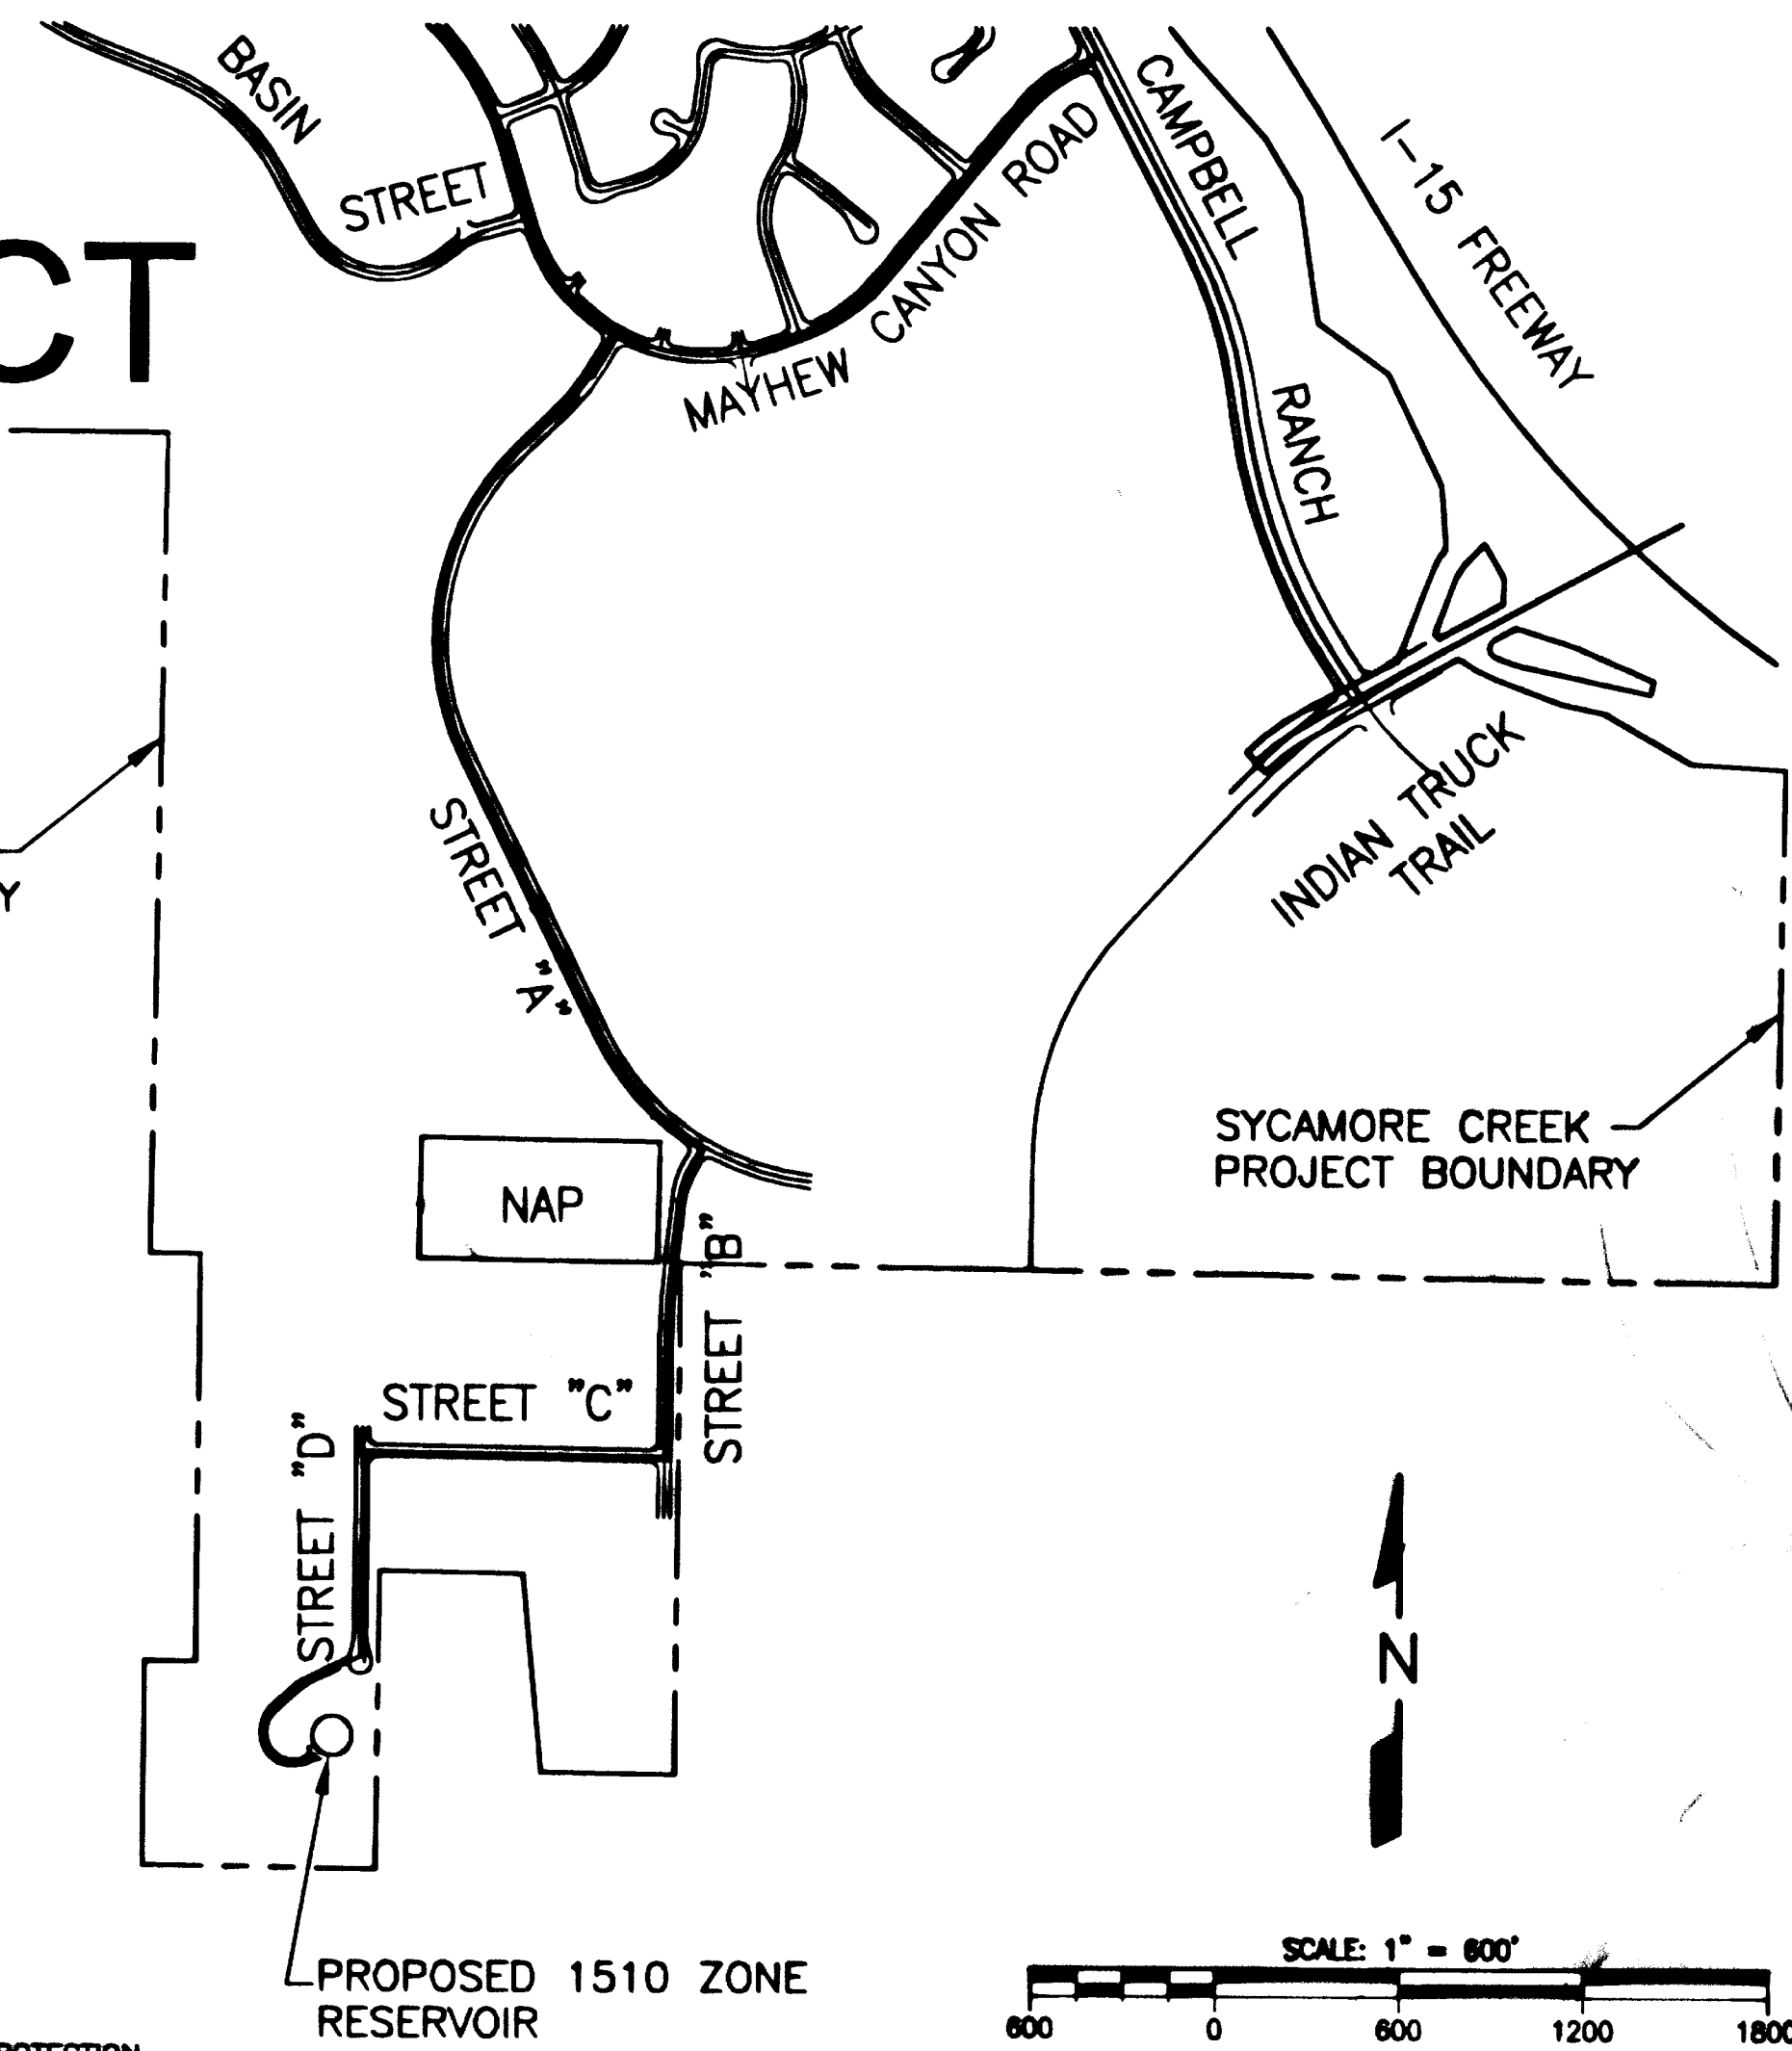 BASIN
STREET
CAMPBELL
RANCH
I-15 FREEWAY
MAYHEW CANYON ROAD
CT
Y
STREET "A"
INDIAN TRUCK
TRAIL
SYCAMORE CREEK
PROJECT BOUNDARY
NAP
STREET "B"
STREET "C"
STREET "D"
N
PROPOSED 1510 ZONE
RESERVOIR
SCALE: 1" = 600'
600 0 600 1200 1800